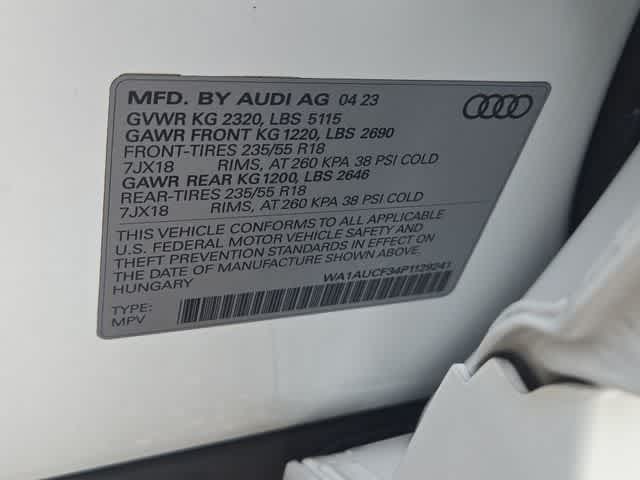 MFD. BY AUDI AG 04 23
GVWR KG 2320, LBS 5115
GAWR FRONT KG 1220, LBS 2690
FRONT-TIRES 235/55 R18
7JX18 RIMS, AT 260 KPA 38 PSI COLD
GAWR REAR KG 1200, LBS 2646
REAR-TIRES 235/55 R18
7JX18 RIMS, AT 260 KPA 38 PSI COLD
THIS VEHICLE CONFORMS TO ALL APPLICABLE
U.S. FEDERAL MOTOR VEHICLE SAFETY AND
THEFT PREVENTION STANDARDS IN EFFECT ON
THE DATE OF MANUFACTURE SHOWN ABOVE.
HUNGARY WA1AUCF34P1129241
TYPE:
MPV